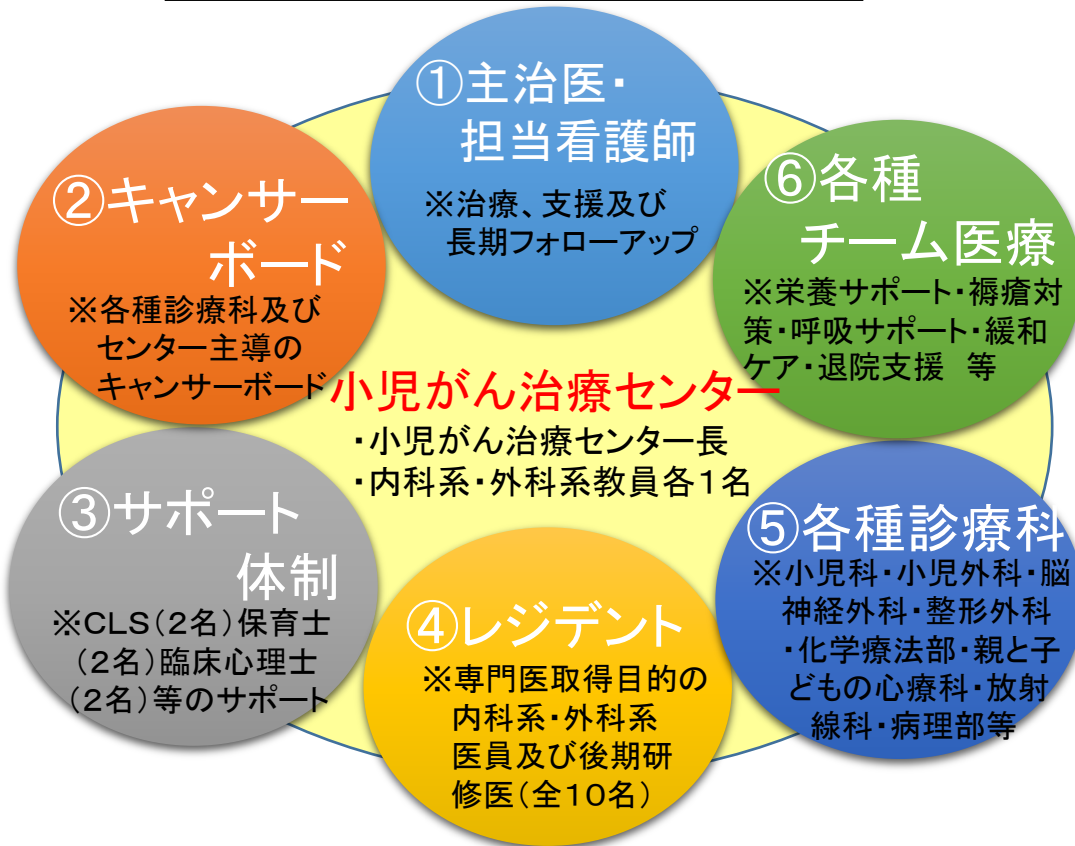 ①主治医・
担当看護師
※治療、支援及び
長期フォローアップ
②キャンサー
ボード
※各種診療科及び
センター主導の
キャンサーボード
③サポート
体制
※CLS(2名)保育士
(2名)臨床心理士
(2名)等のサポート
④レジデント
※専門医取得目的の
内科系・外科系
医員及び後期研
修医(全10名)
⑤各種診療科
※小児科・小児外科・脳
神経外科・整形外科
・化学療法部・親と子
どもの心療科・放射
線科・病理部等
⑥各種
チーム医療
※栄養サポート・褥瘡対
策・呼吸サポート・緩和
ケア・退院支援 等
小児がん治療センター
・小児がん治療センター長
・内科系・外科系教員各1名